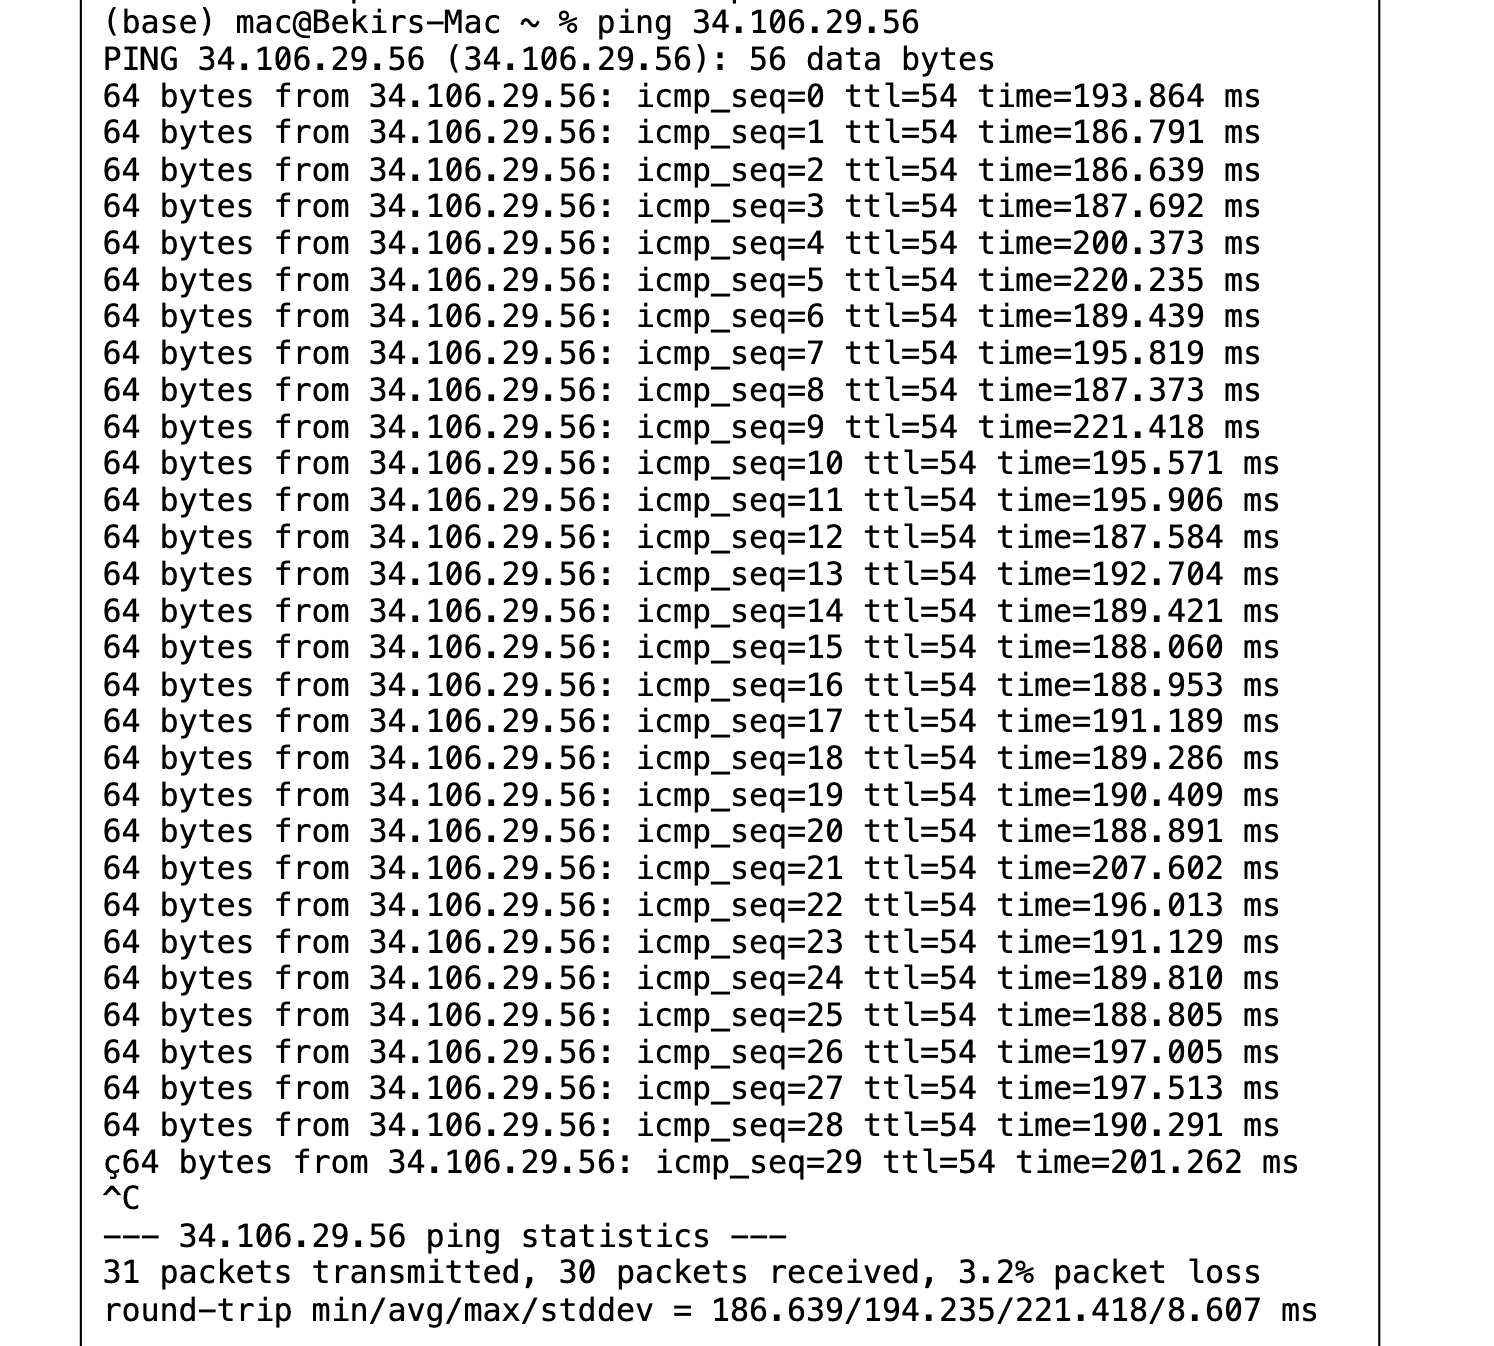 (base) mac@Bekirs-Mac ~ % ping 34.106.29.56
PING 34.106.29.56 (34.106.29.56): 56 data bytes
64 bytes from 34.106.29.56: icmp_seq=0 ttl=54 time=193.864 ms
64 bytes from 34.106.29.56: icmp_seq=1 ttl=54 time=186.791 ms
64 bytes from 34.106.29.56: icmp_seq=2 ttl=54 time=186.639 ms
64 bytes from 34.106.29.56: icmp_seq=3 ttl=54 time=187.692 ms
64 bytes from 34.106.29.56: icmp_seq=4 ttl=54 time=200.373 ms
64 bytes from 34.106.29.56: icmp_seq=5 ttl=54 time=220.235 ms
64 bytes from 34.106.29.56: icmp_seq=6 ttl=54 time=189.439 ms
64 bytes from 34.106.29.56: icmp_seq=7 ttl=54 time=195.819 ms
64 bytes from 34.106.29.56: icmp_seq=8 ttl=54 time=187.373 ms
64 bytes from 34.106.29.56: icmp_seq=9 ttl=54 time=221.418 ms
64 bytes from 34.106.29.56: icmp_seq=10 ttl=54 time=195.571 ms
64 bytes from 34.106.29.56: icmp_seq=11 ttl=54 time=195.906 ms
64 bytes from 34.106.29.56: icmp_seq=12 ttl=54 time=187.584 ms
64 bytes from 34.106.29.56: icmp_seq=13 ttl=54 time=192.704 ms
64 bytes from 34.106.29.56: icmp_seq=14 ttl=54 time=189.421 ms
64 bytes from 34.106.29.56: icmp_seq=15 ttl=54 time=188.060 ms
64 bytes from 34.106.29.56: icmp_seq=16 ttl=54 time=188.953 ms
64 bytes from 34.106.29.56: icmp_seq=17 ttl=54 time=191.189 ms
64 bytes from 34.106.29.56: icmp_seq=18 ttl=54 time=189.286 ms
64 bytes from 34.106.29.56: icmp_seq=19 ttl=54 time=190.409 ms
64 bytes from 34.106.29.56: icmp_seq=20 ttl=54 time=188.891 ms
64 bytes from 34.106.29.56: icmp_seq=21 ttl=54 time=207.602 ms
64 bytes from 34.106.29.56: icmp_seq=22 ttl=54 time=196.013 ms
64 bytes from 34.106.29.56: icmp_seq=23 ttl=54 time=191.129 ms
64 bytes from 34.106.29.56: icmp_seq=24 ttl=54 time=189.810 ms
64 bytes from 34.106.29.56: icmp_seq=25 ttl=54 time=188.805 ms
64 bytes from 34.106.29.56: icmp_seq=26 ttl=54 time=197.005 ms
64 bytes from 34.106.29.56: icmp_seq=27 ttl=54 time=197.513 ms
64 bytes from 34.106.29.56: icmp_seq=28 ttl=54 time=190.291 ms
ç64 bytes from 34.106.29.56: icmp_seq=29 ttl=54 time=201.262 ms
^C
--- 34.106.29.56 ping statistics ---
31 packets transmitted, 30 packets received, 3.2% packet loss
round-trip min/avg/max/stddev = 186.639/194.235/221.418/8.607 ms